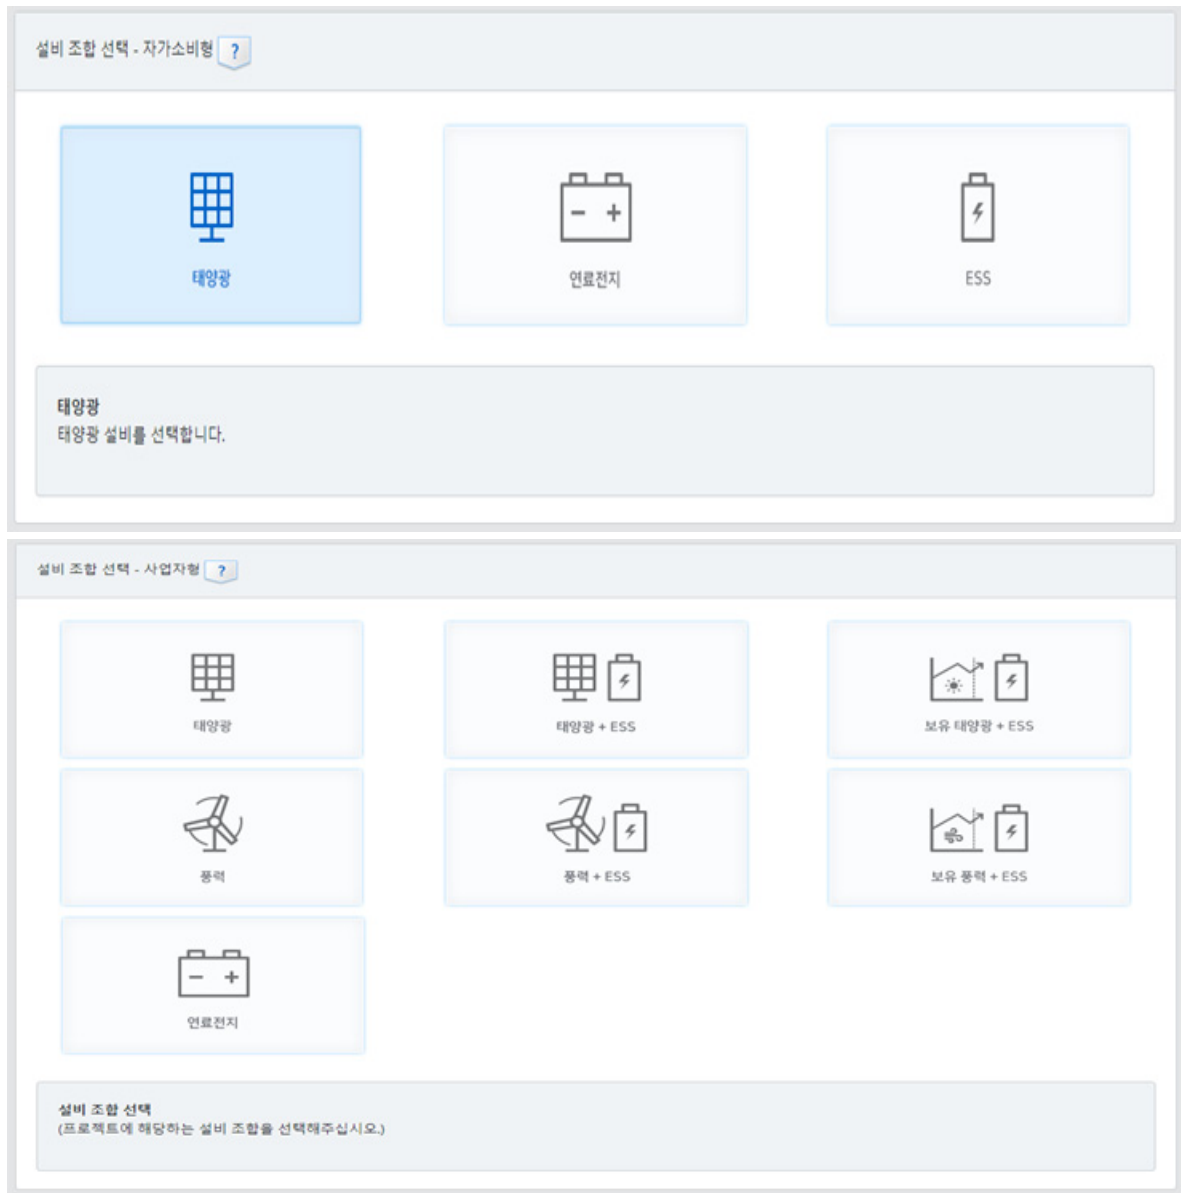 설비 조합 선택 - 자가소비형 ?
태양광
연료전지
ESS
태양광
태양광 설비를 선택합니다.
설비 조합 선택 - 사업자형 ?
태양광
태양광 + ESS
보유 태양광 + ESS
풍력
풍력 + ESS
보유 풍력 + ESS
연료전지
설비 조합 선택
(프로젝트에 해당하는 설비 조합을 선택해주십시오.)